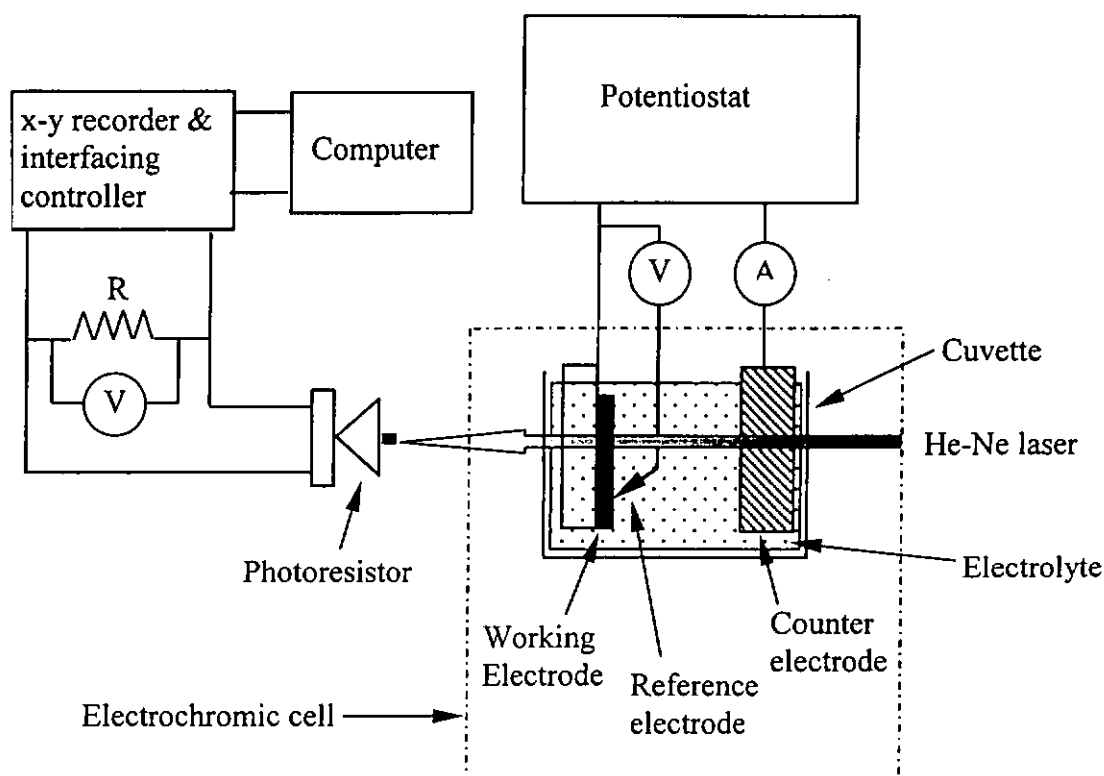 Potentiostat
x-y recorder &
interfacing
controller
Computer
R
V
V
A
Cuvette
He-Ne laser
Photoresistor
Electrolyte
Working
Electrode
Counter
electrode
Reference
electrode
Electrochromic cell